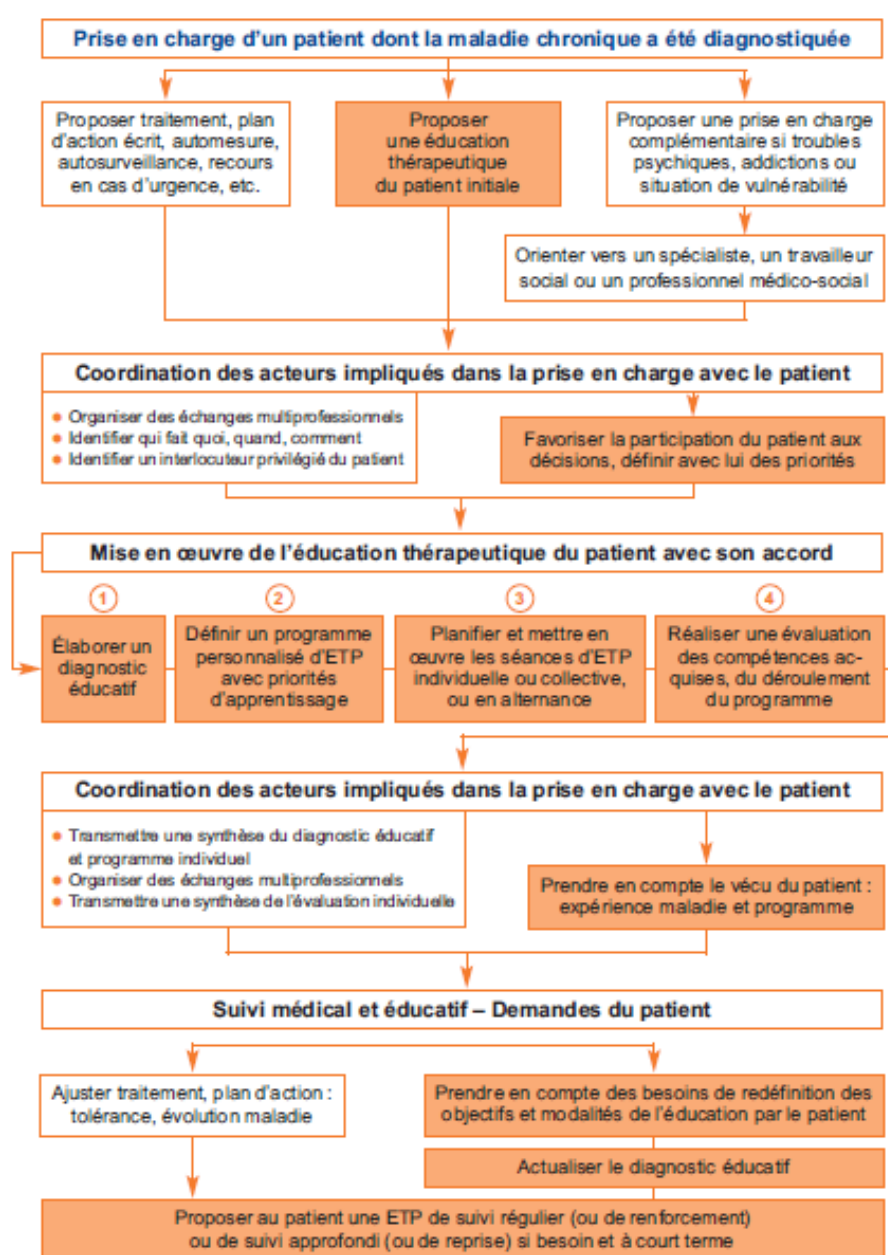 Prise en charge d'un patient dont la maladie chronique a été diagnostiquée
Proposer traitement, plan
d'action écrit, automesure,
autosurveillance, recours
en cas d'urgence, etc.
Proposer
une éducation
thérapeutique
du patient initiale
Proposer une prise en charge
complémentaire si troubles
psychiques, addictions ou
situation de vulnérabilité
Orienter vers un spécialiste, un travailleur
social ou un professionnel médico-social
Coordination des acteurs impliqués dans la prise en charge avec le patient
• Organiser des échanges multiprofessionnels
• Identifier qui fait quoi, quand, comment
• Identifier un interlocuteur privilégié du patient
Favoriser la participation du patient aux
décisions, définir avec lui des priorités
Mise en œuvre de l'éducation thérapeutique du patient avec son accord
1
Élaborer un
diagnostic
éducatif
2
Définir un programme
personnalisé d'ETP
avec priorités
d'apprentissage
3
Planifier et mettre en
œuvre les séances d'ETP
individuelle ou collective,
ou en alternance
4
Réaliser une évaluation
des compétences ac-
quises, du déroulement
du programme
Coordination des acteurs impliqués dans la prise en charge avec le patient
• Transmettre une synthèse du diagnostic éducatif
et programme individuel
• Organiser des échanges multiprofessionnels
• Transmettre une synthèse de l'évaluation individuelle
Prendre en compte le vécu du patient :
expérience maladie et programme
Suivi médical et éducatif – Demandes du patient
Ajuster traitement, plan d'action :
tolérance, évolution maladie
Prendre en compte des besoins de redéfinition des
objectifs et modalités de l'éducation par le patient
Actualiser le diagnostic éducatif
Proposer au patient une ETP de suivi régulier (ou de renforcement)
ou de suivi approfondi (ou de reprise) si besoin et à court terme